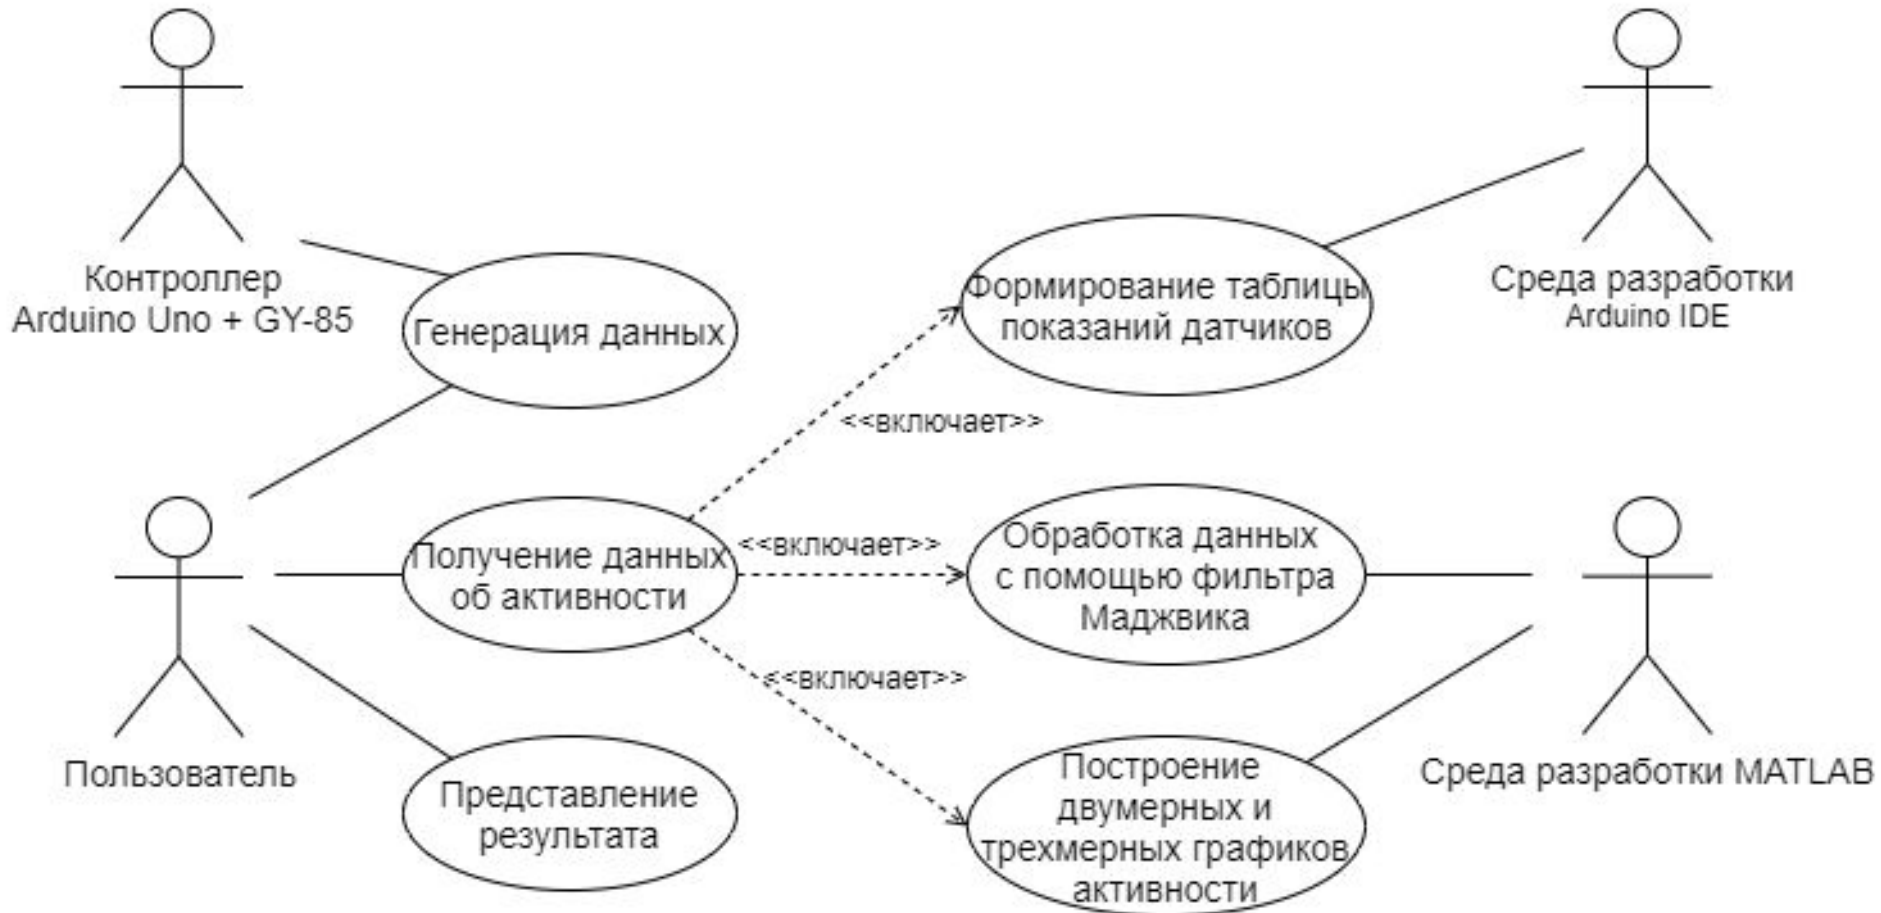 Контроллер
Arduino Uno + GY-85
Генерация данных
Формирование таблицы
показаний датчиков
Среда разработки
Arduino IDE
<<включает>>
Получение данных
об активности
<<включает>>
Обработка данных
с помощью фильтра
Маджвика
<<включает>>
Пользователь
Представление
результата
Построение
двумерных и
трехмерных графиков
активности
Среда разработки MATLAB